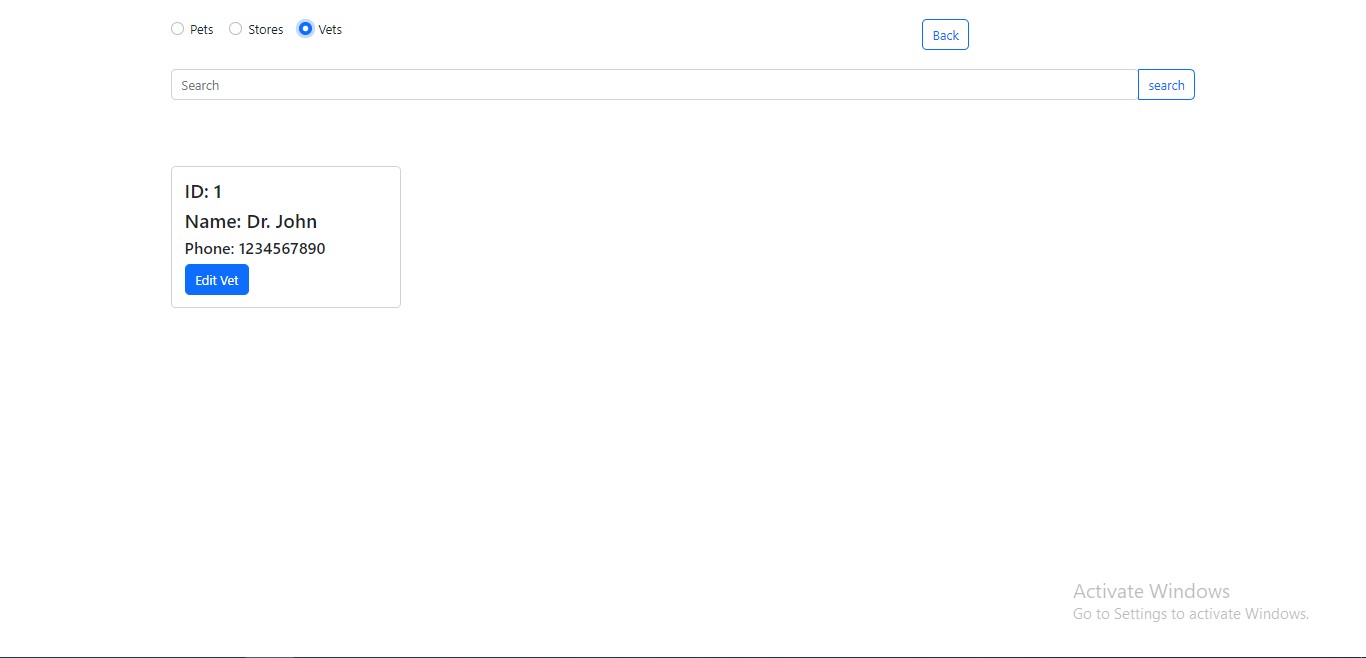 Pets Stores Vets Back
Search search
ID: 1
Name: Dr. John
Phone: 1234567890
Edit Vet
Activate Windows
Go to Settings to activate Windows.